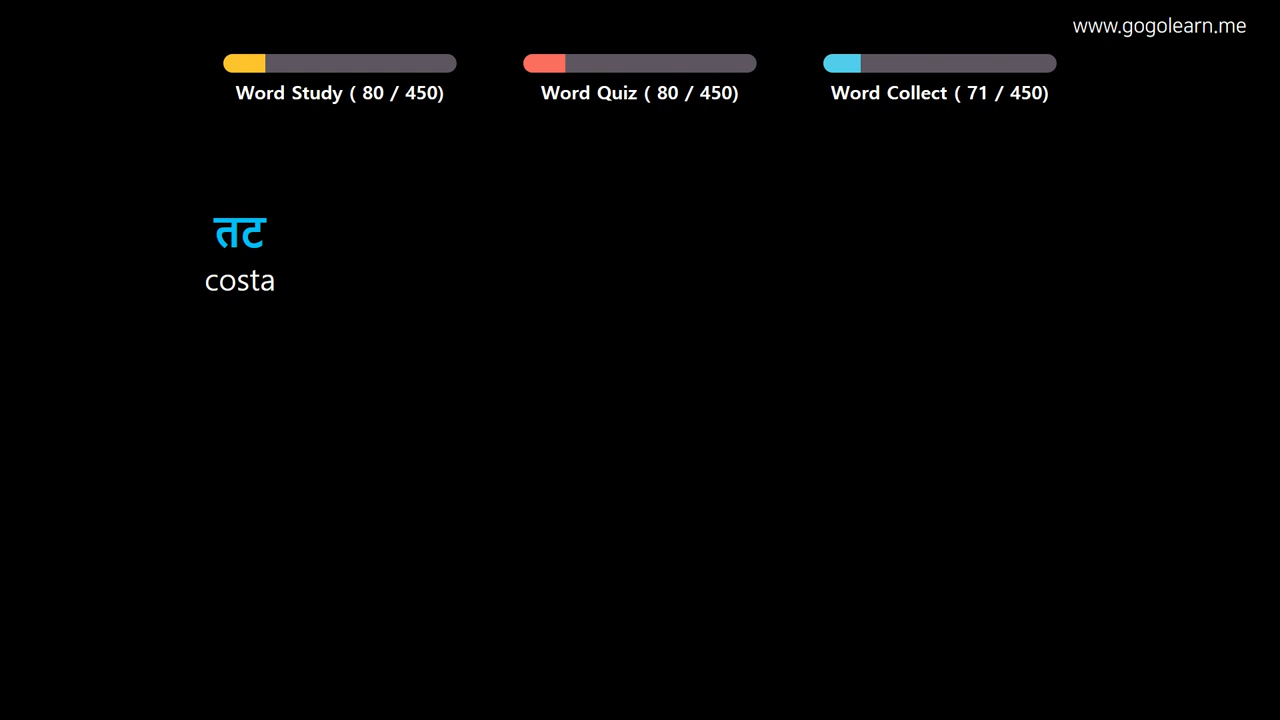 www.gogolearn.me
Word Study ( 80 / 450)
Word Quiz ( 80 / 450)
Word Collect ( 71 / 450)
तट
costa